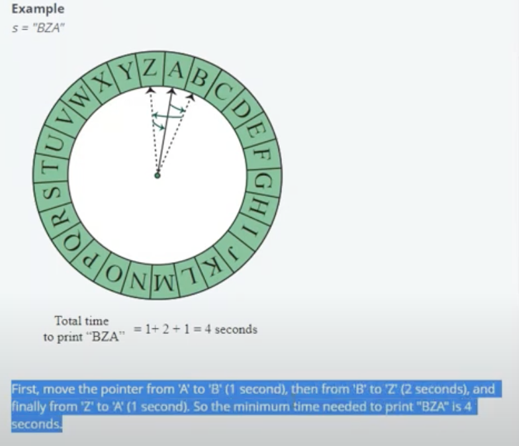 Example
s = "BZA"
A
B
C
D
E
F
G
H
I
J
K
L
M
N
O
P
Q
R
S
T
U
V
W
X
Y
Z
Total time
to print "BZA" = 1+ 2 + 1 = 4 seconds
First, move the pointer from 'A' to 'B' (1 second), then from 'B' to 'Z' (2 seconds), and
finally from 'Z' to 'A' (1 second). So the minimum time needed to print "BZA" is 4
seconds.